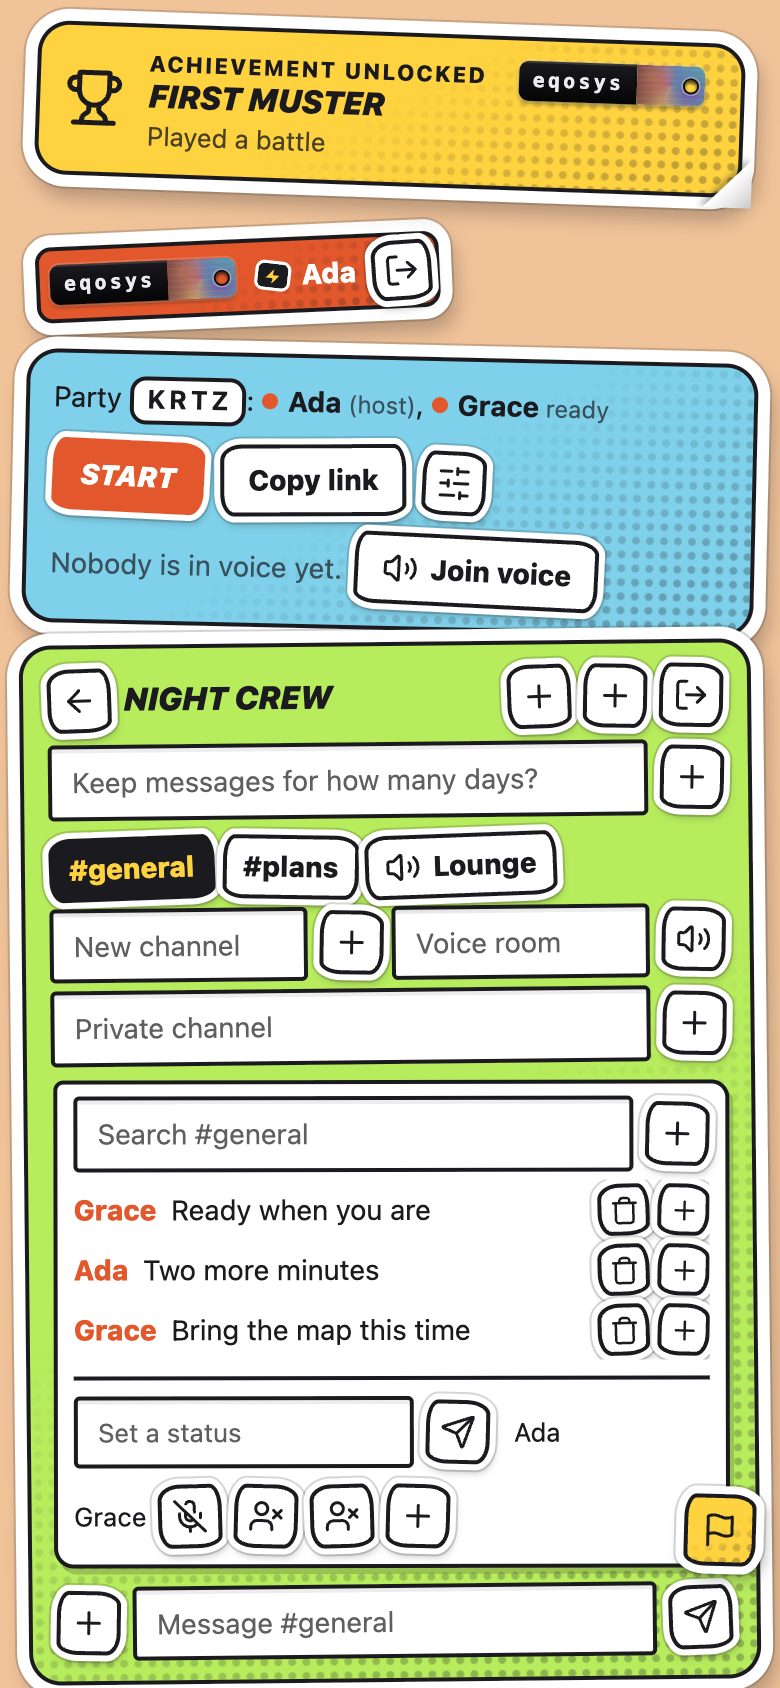 ACHIEVEMENT UNLOCKED
eqosys
FIRST MUSTER
Played a battle
eqosys Ada
Party KRTZ: Ada (host), Grace ready
START Copy link
Nobody is in voice yet. Join voice
NIGHT CREW
Keep messages for how many days?
#general #plans Lounge
New channel Voice room
Private channel
Search #general
Grace Ready when you are
Ada Two more minutes
Grace Bring the map this time
Set a status Ada
Grace
Message #general